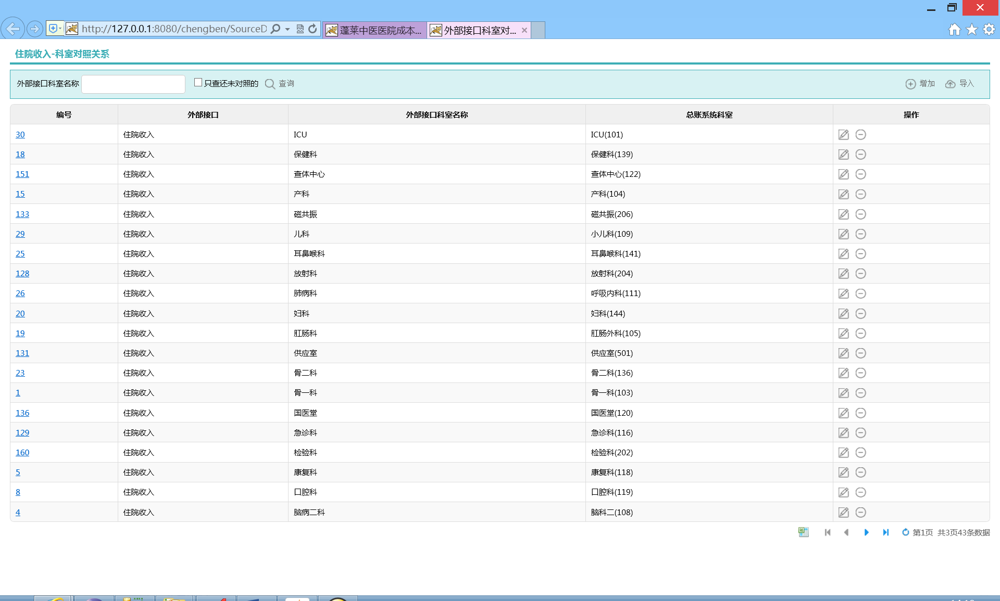 http://127.0.0.1:8080/chengben/SourceD
蓬莱中医医院成本...
外部接口科室对...
住院收入-科室对照关系
外部接口科室名称 只查还未对照的 查询 增加 导入
编号 外部接口 外部接口科室名称 总账系统科室 操作
30 住院收入 ICU ICU(101)
18 住院收入 保健科 保健科(139)
151 住院收入 查体中心 查体中心(122)
15 住院收入 产科 产科(104)
133 住院收入 磁共振 磁共振(206)
29 住院收入 儿科 小儿科(109)
25 住院收入 耳鼻喉科 耳鼻喉科(141)
128 住院收入 放射科 放射科(204)
26 住院收入 肺病科 呼吸内科(111)
20 住院收入 妇科 妇科(144)
19 住院收入 肛肠科 肛肠外科(105)
131 住院收入 供应室 供应室(501)
23 住院收入 骨二科 骨二科(136)
1 住院收入 骨一科 骨一科(103)
136 住院收入 国医堂 国医堂(120)
129 住院收入 急诊科 急诊科(116)
160 住院收入 检验科 检验科(202)
5 住院收入 康复科 康复科(118)
8 住院收入 口腔科 口腔科(119)
4 住院收入 脑病二科 脑科二(108)
第1页 共3页43条数据